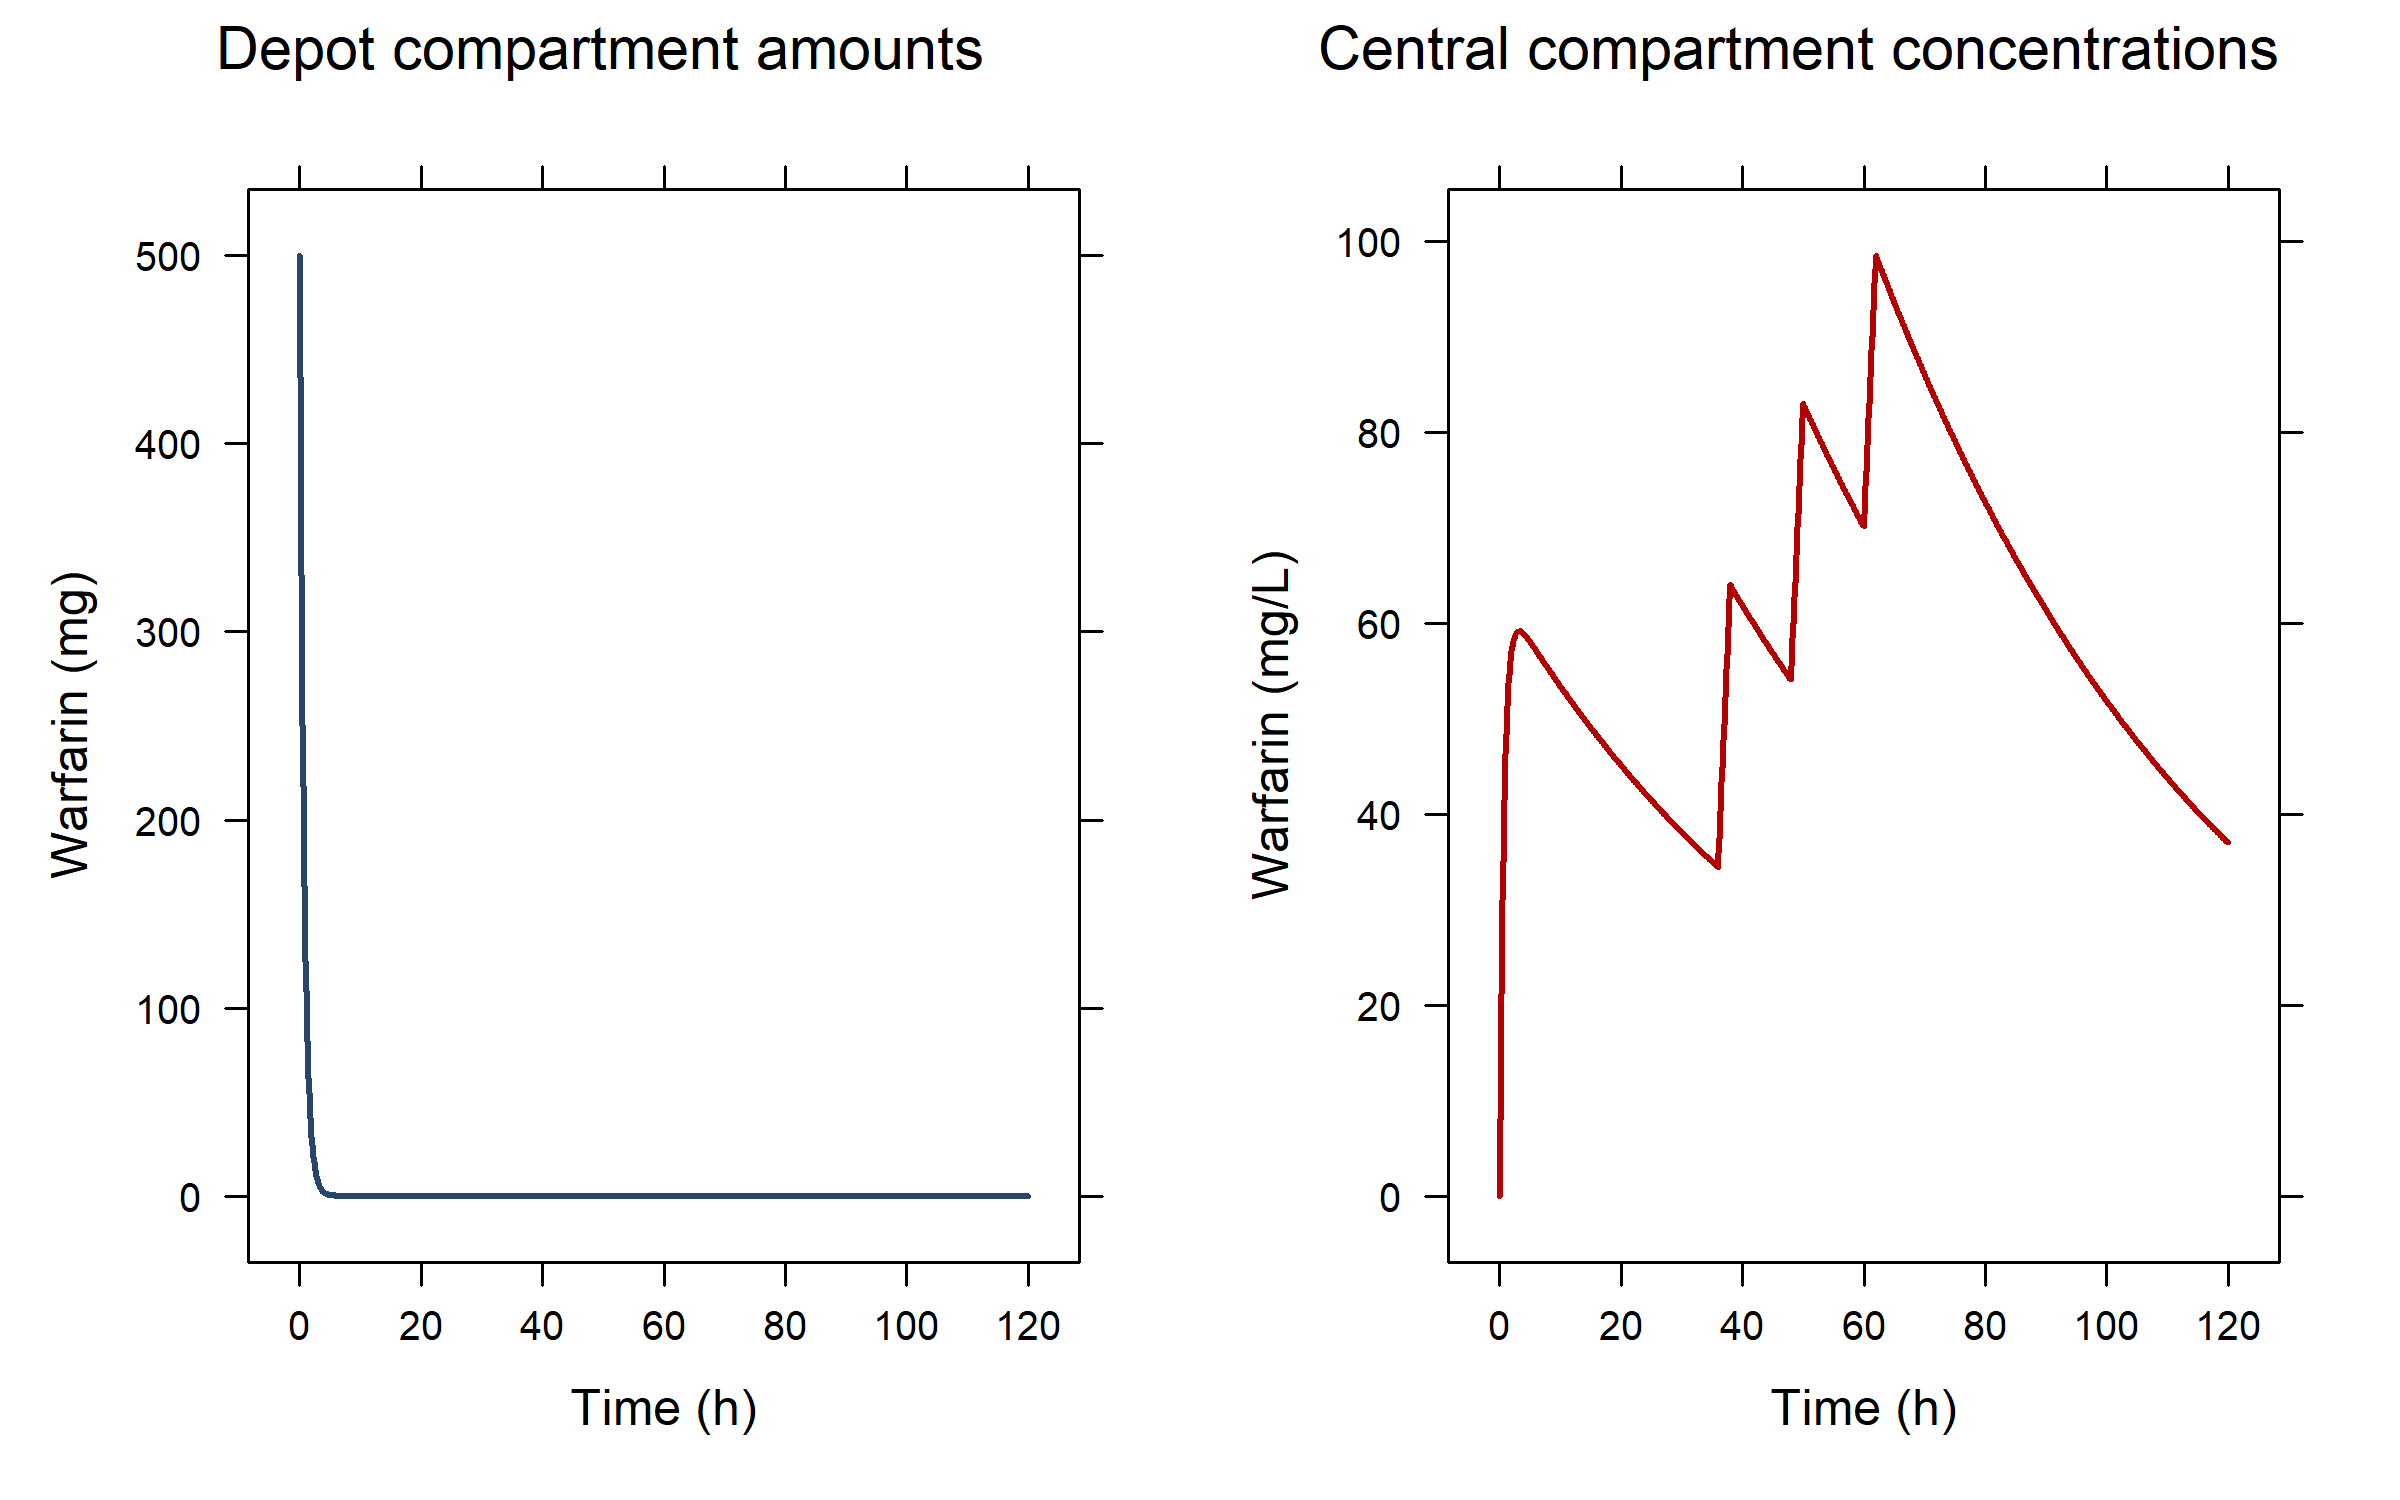 Depot compartment amounts
Warfarin (mg)
500
400
300
200
100
0
0 20 40 60 80 100 120
Time (h)
Central compartment concentrations
Warfarin (mg/L)
100
80
60
40
20
0
0 20 40 60 80 100 120
Time (h)